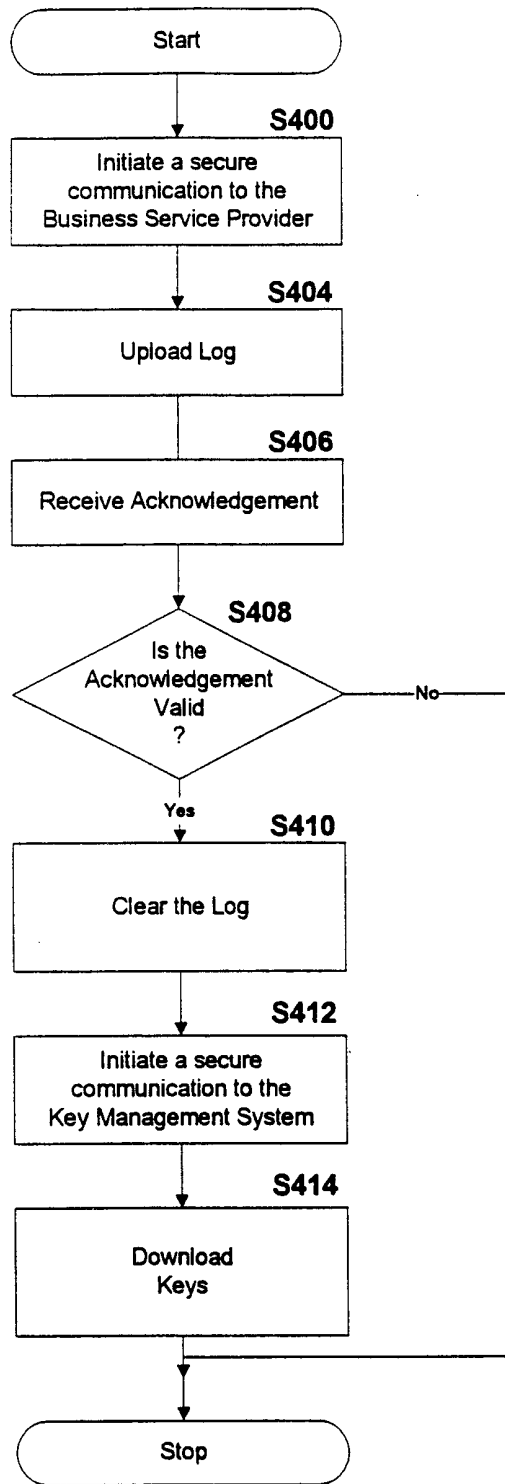 Start
S400
Initiate a secure
communication to the
Business Service Provider
S404
Upload Log
S406
Receive Acknowledgement
S408
Is the
Acknowledgement
Valid
?
No
Yes
S410
Clear the Log
S412
Initiate a secure
communication to the
Key Management System
S414
Download
Keys
Stop